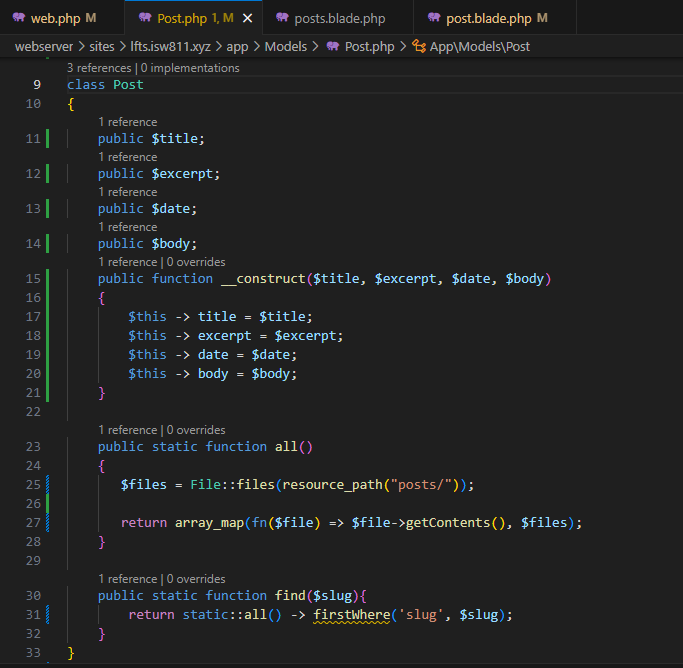 web.php M Post.php 1, M posts.blade.php post.blade.php M
webserver > sites > lfts.isw811.xyz > app > Models > Post.php > App\Models\Post
3 references | 0 implementations
9 class Post
10 {
1 reference
11 public $title;
1 reference
12 public $excerpt;
1 reference
13 public $date;
1 reference
14 public $body;
1 reference | 0 overrides
15 public function __construct($title, $excerpt, $date, $body)
16 {
17 $this -> title = $title;
18 $this -> excerpt = $excerpt;
19 $this -> date = $date;
20 $this -> body = $body;
21 }
22
1 reference | 0 overrides
23 public static function all()
24 {
25 $files = File::files(resource_path("posts/"));
26
27 return array_map(fn($file) => $file->getContents(), $files);
28 }
29
1 reference | 0 overrides
30 public static function find($slug){
31 return static::all() -> firstWhere('slug', $slug);
32 }
33 }